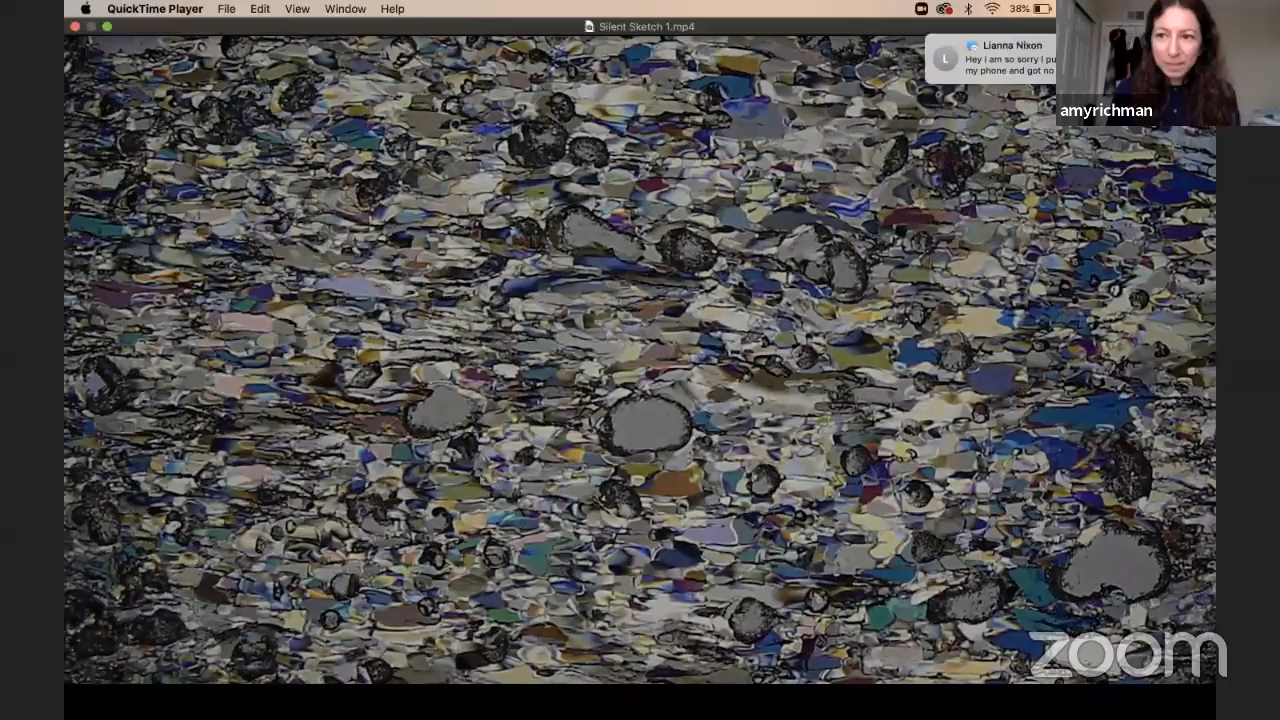 QuickTime Player File Edit View Window Help
38%
Silent Sketch 1.mp4
Lianna Nixon
L
Hey I am so sorry I pu
my phone and got no
amyrichman
zoom